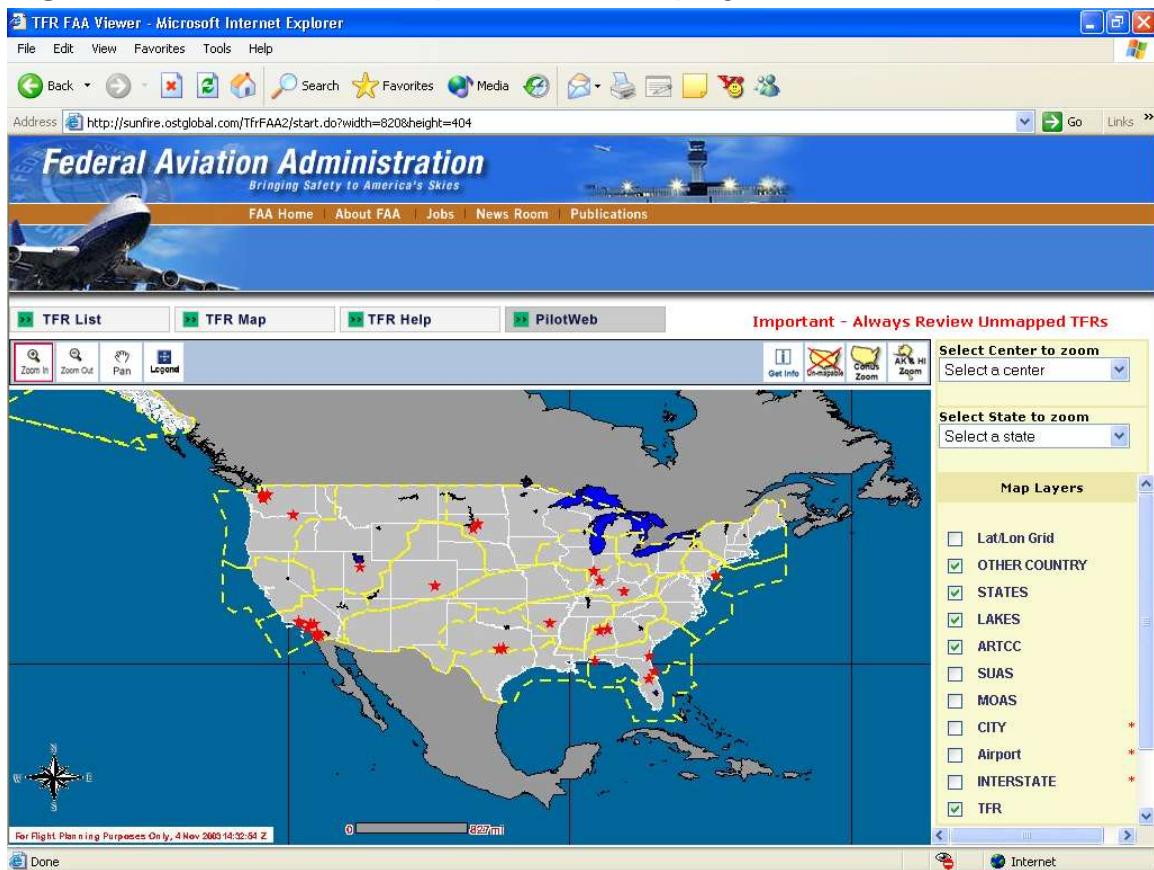 TFR FAA Viewer - Microsoft Internet Explorer
File Edit View Favorites Tools Help
Back Search Favorites Media
Address http://sunfire.ostglobal.com/TfrFAA2/start.do?width=820&height=404 Go Links »
Federal Aviation Administration
Bringing Safety to America's Skies
FAA Home | About FAA | Jobs | News Room | Publications
TFR List TFR Map TFR Help PilotWeb Important - Always Review Unmapped TFRs
Zoom In Zoom Out Pan Legend Get Info Un-mapable Conus Zoom AK & HI Zoom
Select Center to zoom
Select a center
Select State to zoom
Select a state
Map Layers
Lat/Lon Grid
OTHER COUNTRY
STATES
LAKES
ARTCC
SUAS
MOAS
CITY *
Airport *
INTERSTATE *
TFR
N
W E
S
0 827mi
For Flight Planning Purposes Only, 4 Nov 2003 14:32:54 Z
Done Internet